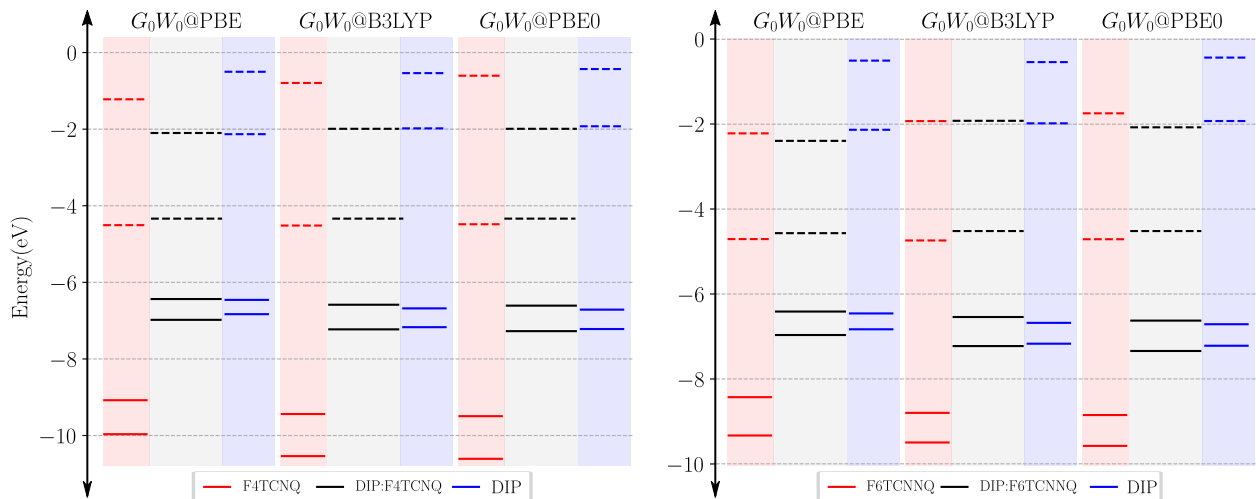 G₀W₀@PBE G₀W₀@B3LYP G₀W₀@PBE0
0
−2
−4
−6
−8
−10
Energy(eV)
F4TCNQ DIP:F4TCNQ DIP
G₀W₀@PBE G₀W₀@B3LYP G₀W₀@PBE0
0
−2
−4
−6
−8
−10
F6TCNNQ DIP:F6TCNNQ DIP